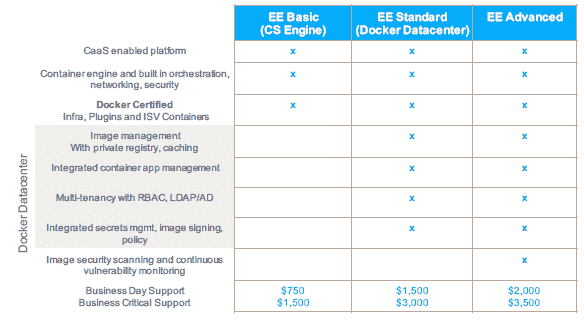 EE Basic
(CS Engine)
EE Standard
(Docker Datacenter)
EE Advanced
CaaS enabled platform
x x x
Container engine and built in orchestration,
networking, security
x x x
Docker Certified
Infra, Plugins and ISV Containers
x x x
Docker Datacenter
Image management
With private registry, caching
x x
Integrated container app management
x x
Multi-tenancy with RBAC, LDAP/AD
x x
Integrated secrets mgmt, image signing,
policy
x x
Image security scanning and continuous
vulnerability monitoring
x
Business Day Support $750 $1,500 $2,000
Business Critical Support $1,500 $3,000 $3,500